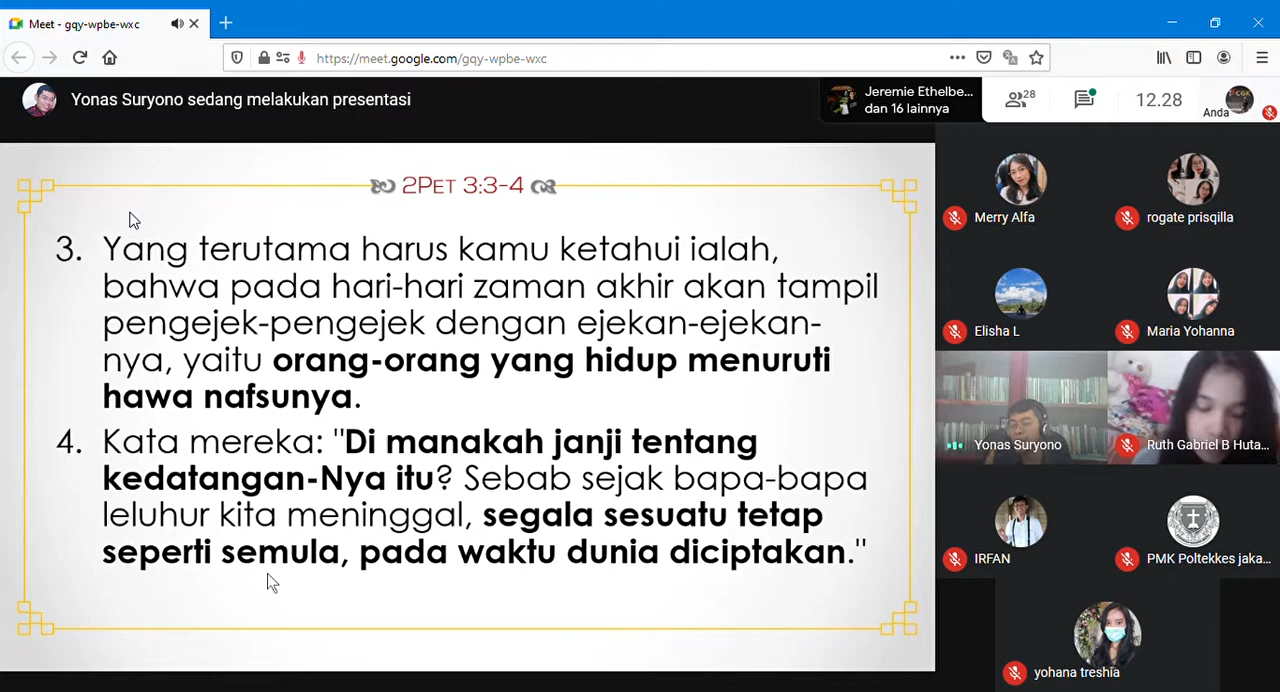 Meet - gqy-wpbe-wxc
https://meet.google.com/gqy-wpbe-wxc
Yonas Suryono sedang melakukan presentasi
Jeremie Ethelbe...
dan 16 lainnya
28
12.28
Anda
2PET 3:3-4
3. Yang terutama harus kamu ketahui ialah,
bahwa pada hari-hari zaman akhir akan tampil
pengejek-pengejek dengan ejekan-ejekan-
nya, yaitu orang-orang yang hidup menuruti
hawa nafsunya.
4. Kata mereka: "Di manakah janji tentang
kedatangan-Nya itu? Sebab sejak bapa-bapa
leluhur kita meninggal, segala sesuatu tetap
seperti semula, pada waktu dunia diciptakan."
Merry Alfa
rogate prisqilla
Elisha L
Maria Yohanna
Yonas Suryono
Ruth Gabriel B Huta...
IRFAN
PMK Poltekkes jaka...
yohana treshia